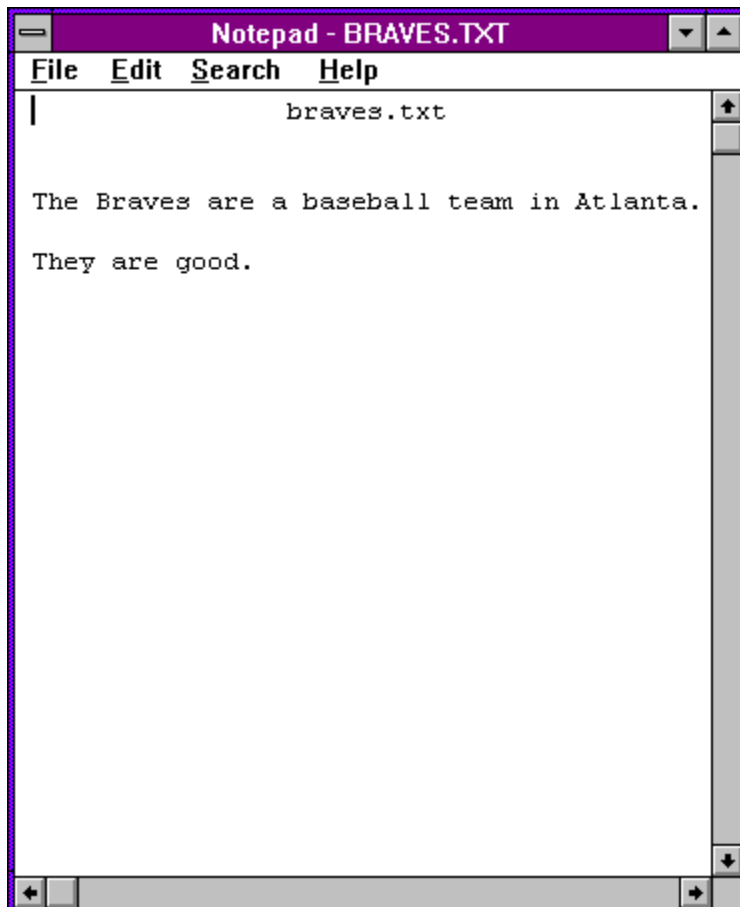 Notepad - BRAVES.TXT
File Edit Search Help
braves.txt
The Braves are a baseball team in Atlanta.
They are good.